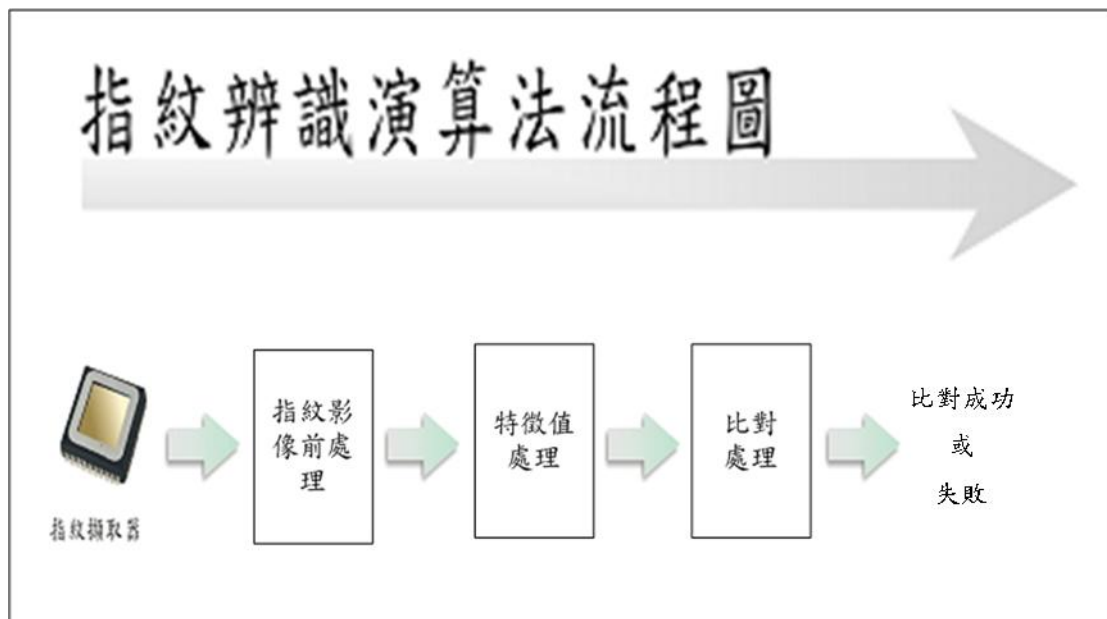 指紋辨識演算法流程圖
指紋擷取器
指紋影
像前處
理
特徵值
處理
比對
處理
比對成功
或
失敗